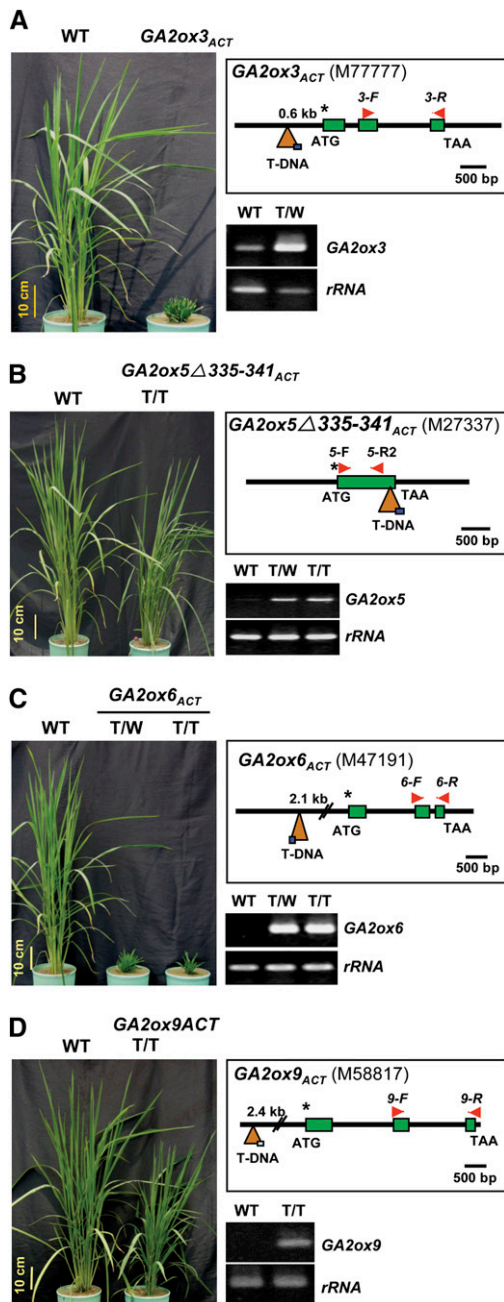 A
WT GA2ox3ACT
10 cm
GA2ox3ACT (M77777)
0.6 kb * 3-F 3-R
ATG TAA
T-DNA
500 bp
WT T/W
GA2ox3
rRNA
B
GA2ox5△335-341ACT
WT T/T
10 cm
GA2ox5△335-341ACT (M27337)
5-F 5-R2
*
ATG TAA
T-DNA
500 bp
WT T/W T/T
GA2ox5
rRNA
C
GA2ox6ACT
WT T/W T/T
10 cm
GA2ox6ACT (M47191)
2.1 kb * 6-F 6-R
ATG TAA
T-DNA
500 bp
WT T/W T/T
GA2ox6
rRNA
D
GA2ox9ACT
WT T/T
10 cm
GA2ox9ACT (M58817)
2.4 kb * 9-F 9-R
ATG TAA
T-DNA
500 bp
WT T/T
GA2ox9
rRNA